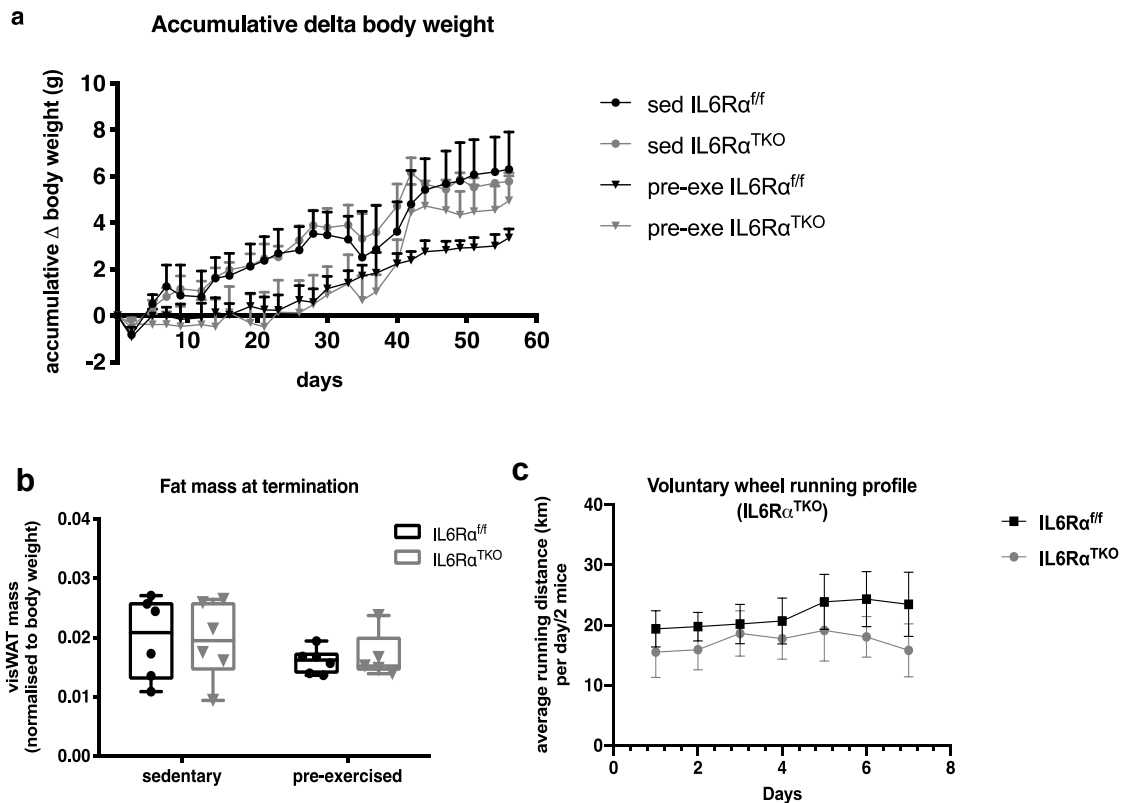 a
Accumulative delta body weight
accumulative Δ body weight (g)
10
8
6
4
2
0
-2
10 20 30 40 50 60
days
sed IL6Rα^f/f
sed IL6Rα^TKO
pre-exe IL6Rα^f/f
pre-exe IL6Rα^TKO
b
Fat mass at termination
visWAT mass
(normalised to body weight)
0.04
0.03
0.02
0.01
0.00
sedentary pre-exercised
IL6Rα^f/f
IL6Rα^TKO
c
Voluntary wheel running profile
(IL6Rα^TKO)
average running distance (km)
per day/2 mice
40
30
20
10
0
0 2 4 6 8
Days
IL6Rα^f/f
IL6Rα^TKO